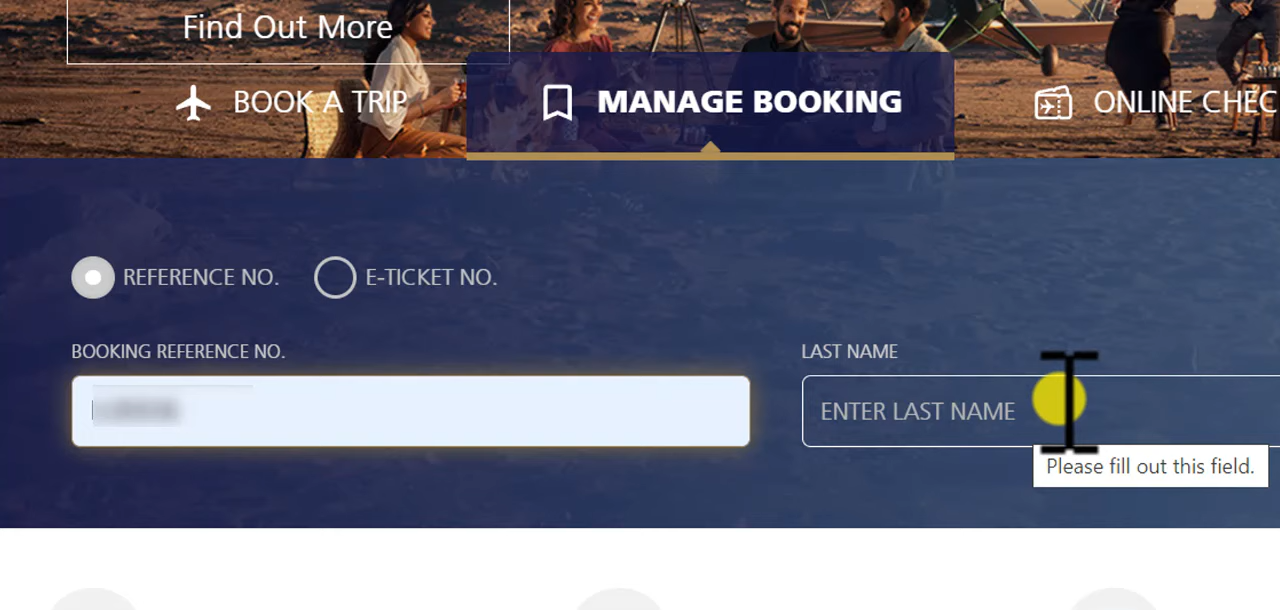 Find Out More
BOOK A TRIP
MANAGE BOOKING
ONLINE CHEC
REFERENCE NO.
E-TICKET NO.
BOOKING REFERENCE NO.
LAST NAME
ENTER LAST NAME
Please fill out this field.